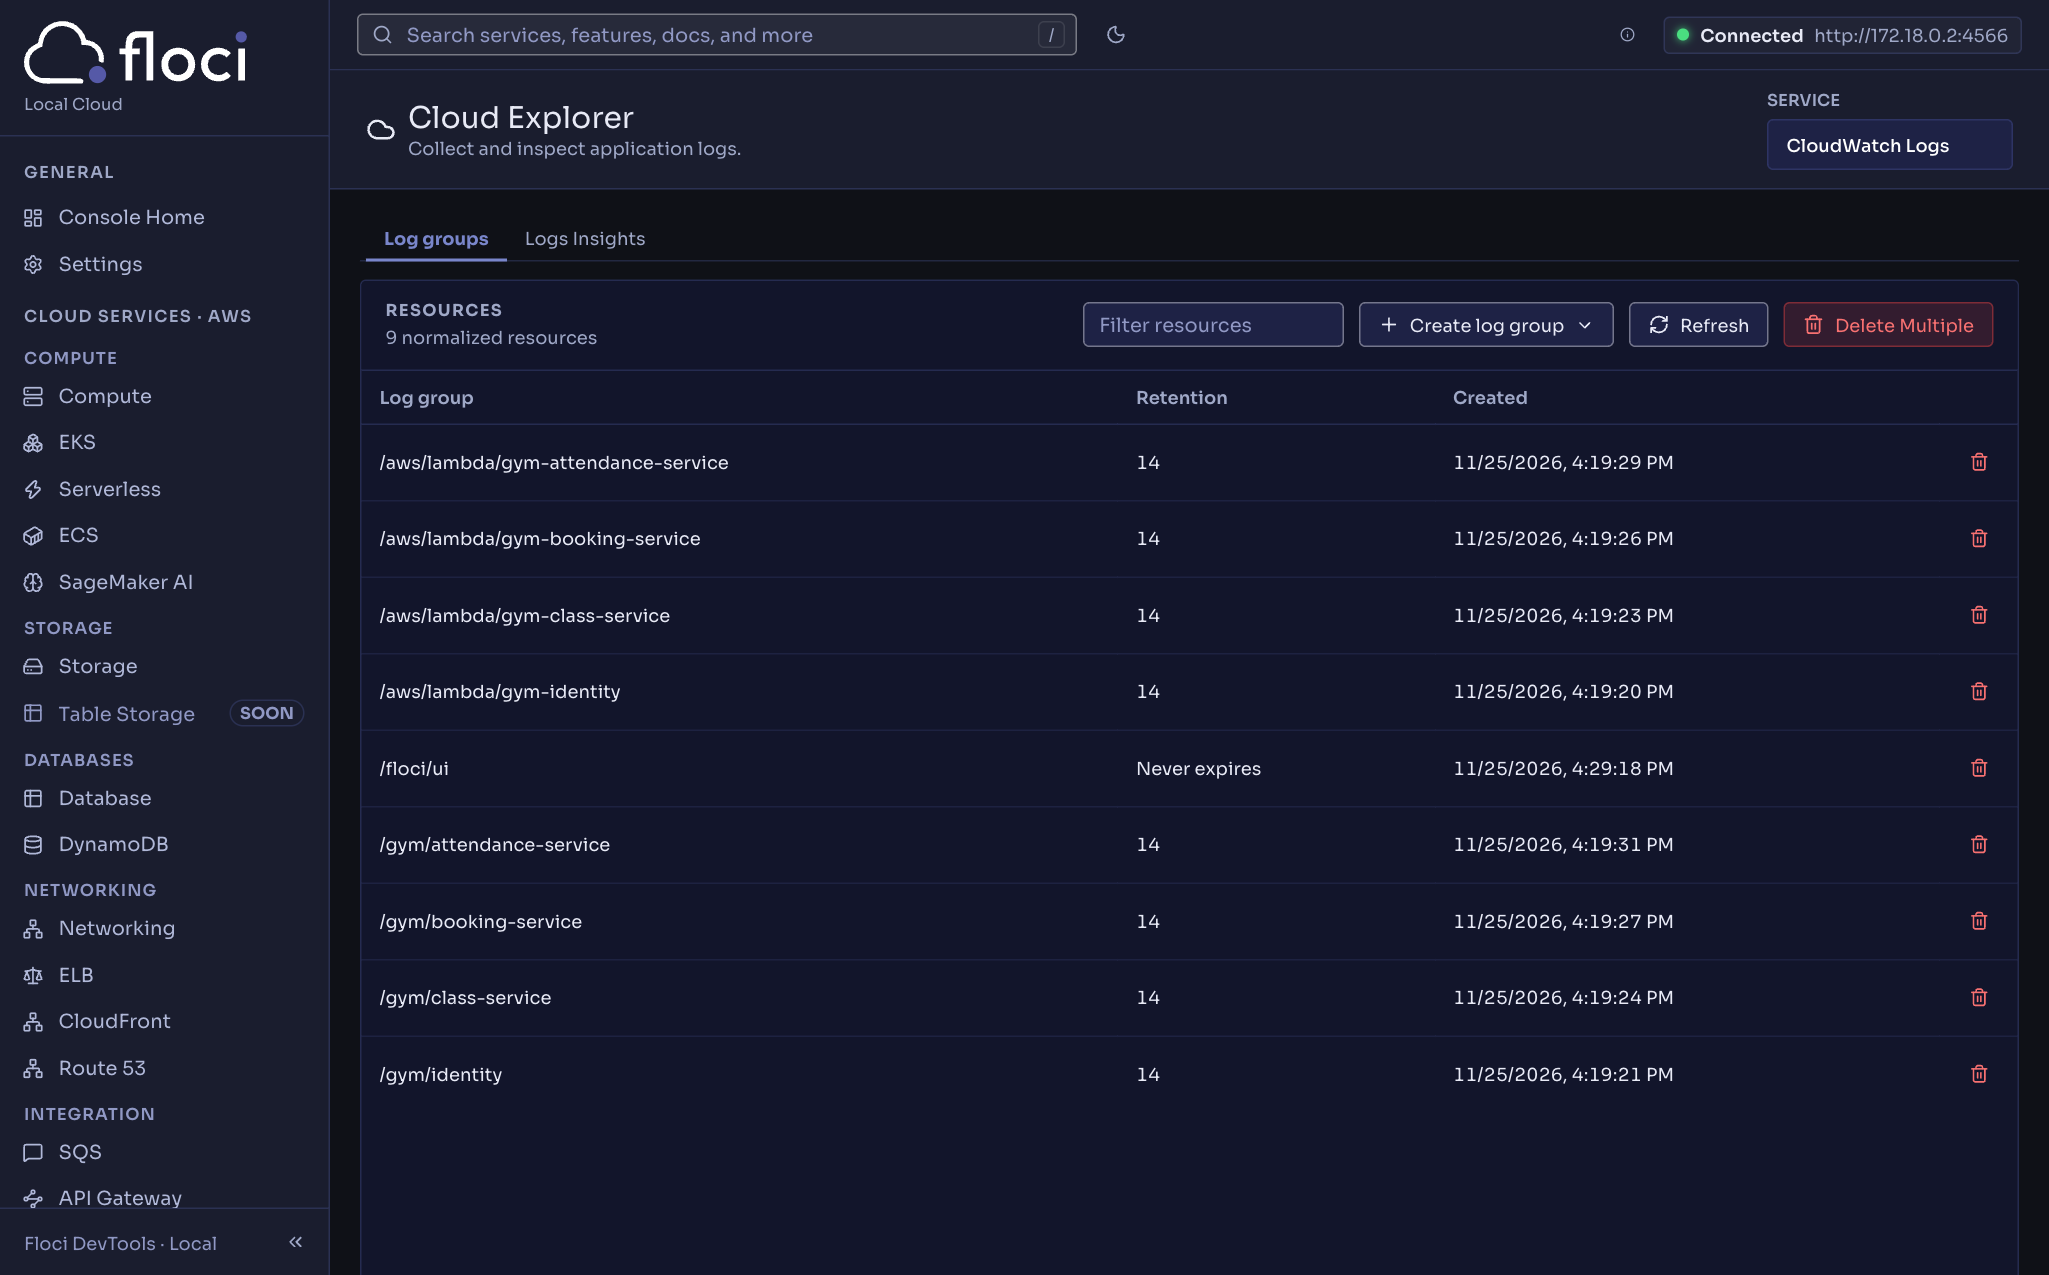 floci
Local Cloud
GENERAL
Console Home
Settings
CLOUD SERVICES · AWS
COMPUTE
Compute
EKS
Serverless
ECS
SageMaker AI
STORAGE
Storage
Table Storage SOON
DATABASES
Database
DynamoDB
NETWORKING
Networking
ELB
CloudFront
Route 53
INTEGRATION
SQS
API Gateway
Floci DevTools · Local «
Search services, features, docs, and more /
Connected http://172.18.0.2:4566
Cloud Explorer
Collect and inspect application logs.
SERVICE
CloudWatch Logs
Log groups Logs Insights
RESOURCES
9 normalized resources
Filter resources + Create log group Refresh Delete Multiple
Log group Retention Created
/aws/lambda/gym-attendance-service 14 11/25/2026, 4:19:29 PM
/aws/lambda/gym-booking-service 14 11/25/2026, 4:19:26 PM
/aws/lambda/gym-class-service 14 11/25/2026, 4:19:23 PM
/aws/lambda/gym-identity 14 11/25/2026, 4:19:20 PM
/floci/ui Never expires 11/25/2026, 4:29:18 PM
/gym/attendance-service 14 11/25/2026, 4:19:31 PM
/gym/booking-service 14 11/25/2026, 4:19:27 PM
/gym/class-service 14 11/25/2026, 4:19:24 PM
/gym/identity 14 11/25/2026, 4:19:21 PM